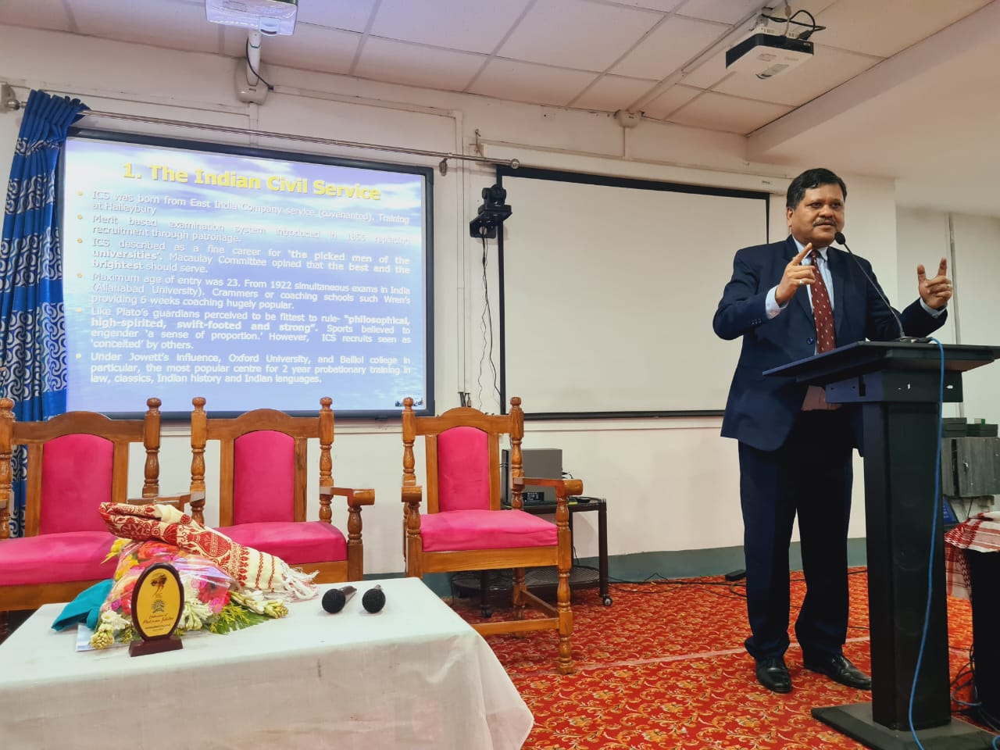 1. The Indian Civil Service
ICS was born from East India Company service (covenanted). Training
at Haileybury
Merit based examination system introduced in replacing
recruitment through patronage.
ICS described as a fine career for 'the picked men of the
universities'. Macaulay Committee opined that the best and the
brightest should serve.
Maximum age of entry was 23. From 1922 simultaneous exams in India
(Allahabad University). Crammers or coaching schools such Wren's
providing 6 weeks coaching hugely popular.
Like Plato's guardians perceived to be fittest to rule- "philosophical,
high-spirited, swift-footed and strong". Sports believed to
engender 'a sense of proportion.' However, ICS recruits seen as
'conceited' by others.
Under Jowett's influence, Oxford University, and Balliol college in
particular, the most popular centre for 2 year probationary training in
law, classics, Indian history and Indian languages.
Platinum Jubilee